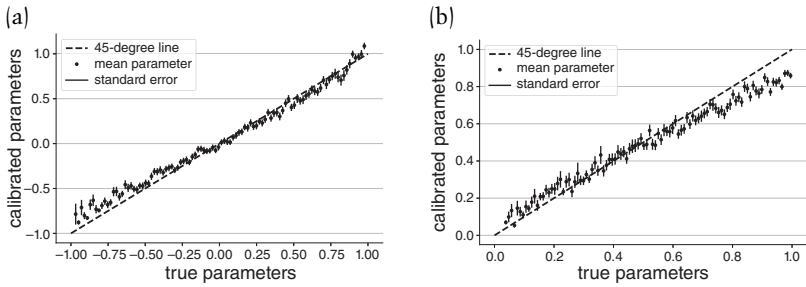 (a)
45-degree line
mean parameter
standard error
calibrated parameters
1.0
0.5
0.0
−0.5
−1.0
−1.00 −0.75 −0.50 −0.25 0.00 0.25 0.50 0.75 1.00
true parameters
(b)
45-degree line
mean parameter
standard error
calibrated parameters
1.0
0.8
0.6
0.4
0.2
0.0
0.0 0.2 0.4 0.6 0.8 1.0
true parameters